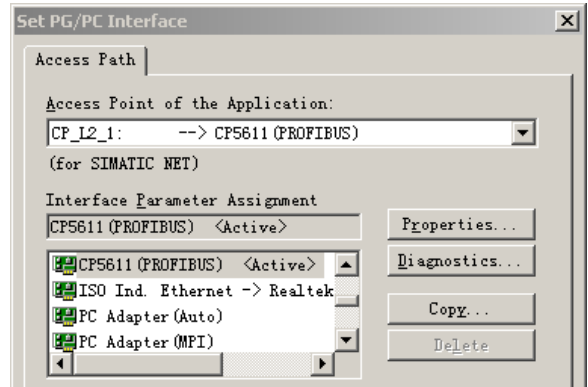 Set PG/PC Interface
Access Path
Access Point of the Application:
CP_L2_1: --> CP5611(PROFIBUS)
(for SIMATIC NET)
Interface Parameter Assignment
CP5611(PROFIBUS) <Active>
Properties...
CP5611(PROFIBUS) <Active>
Diagnostics...
ISO Ind. Ethernet -> Realtek
PC Adapter(Auto)
Copy...
PC Adapter(MPI)
Delete